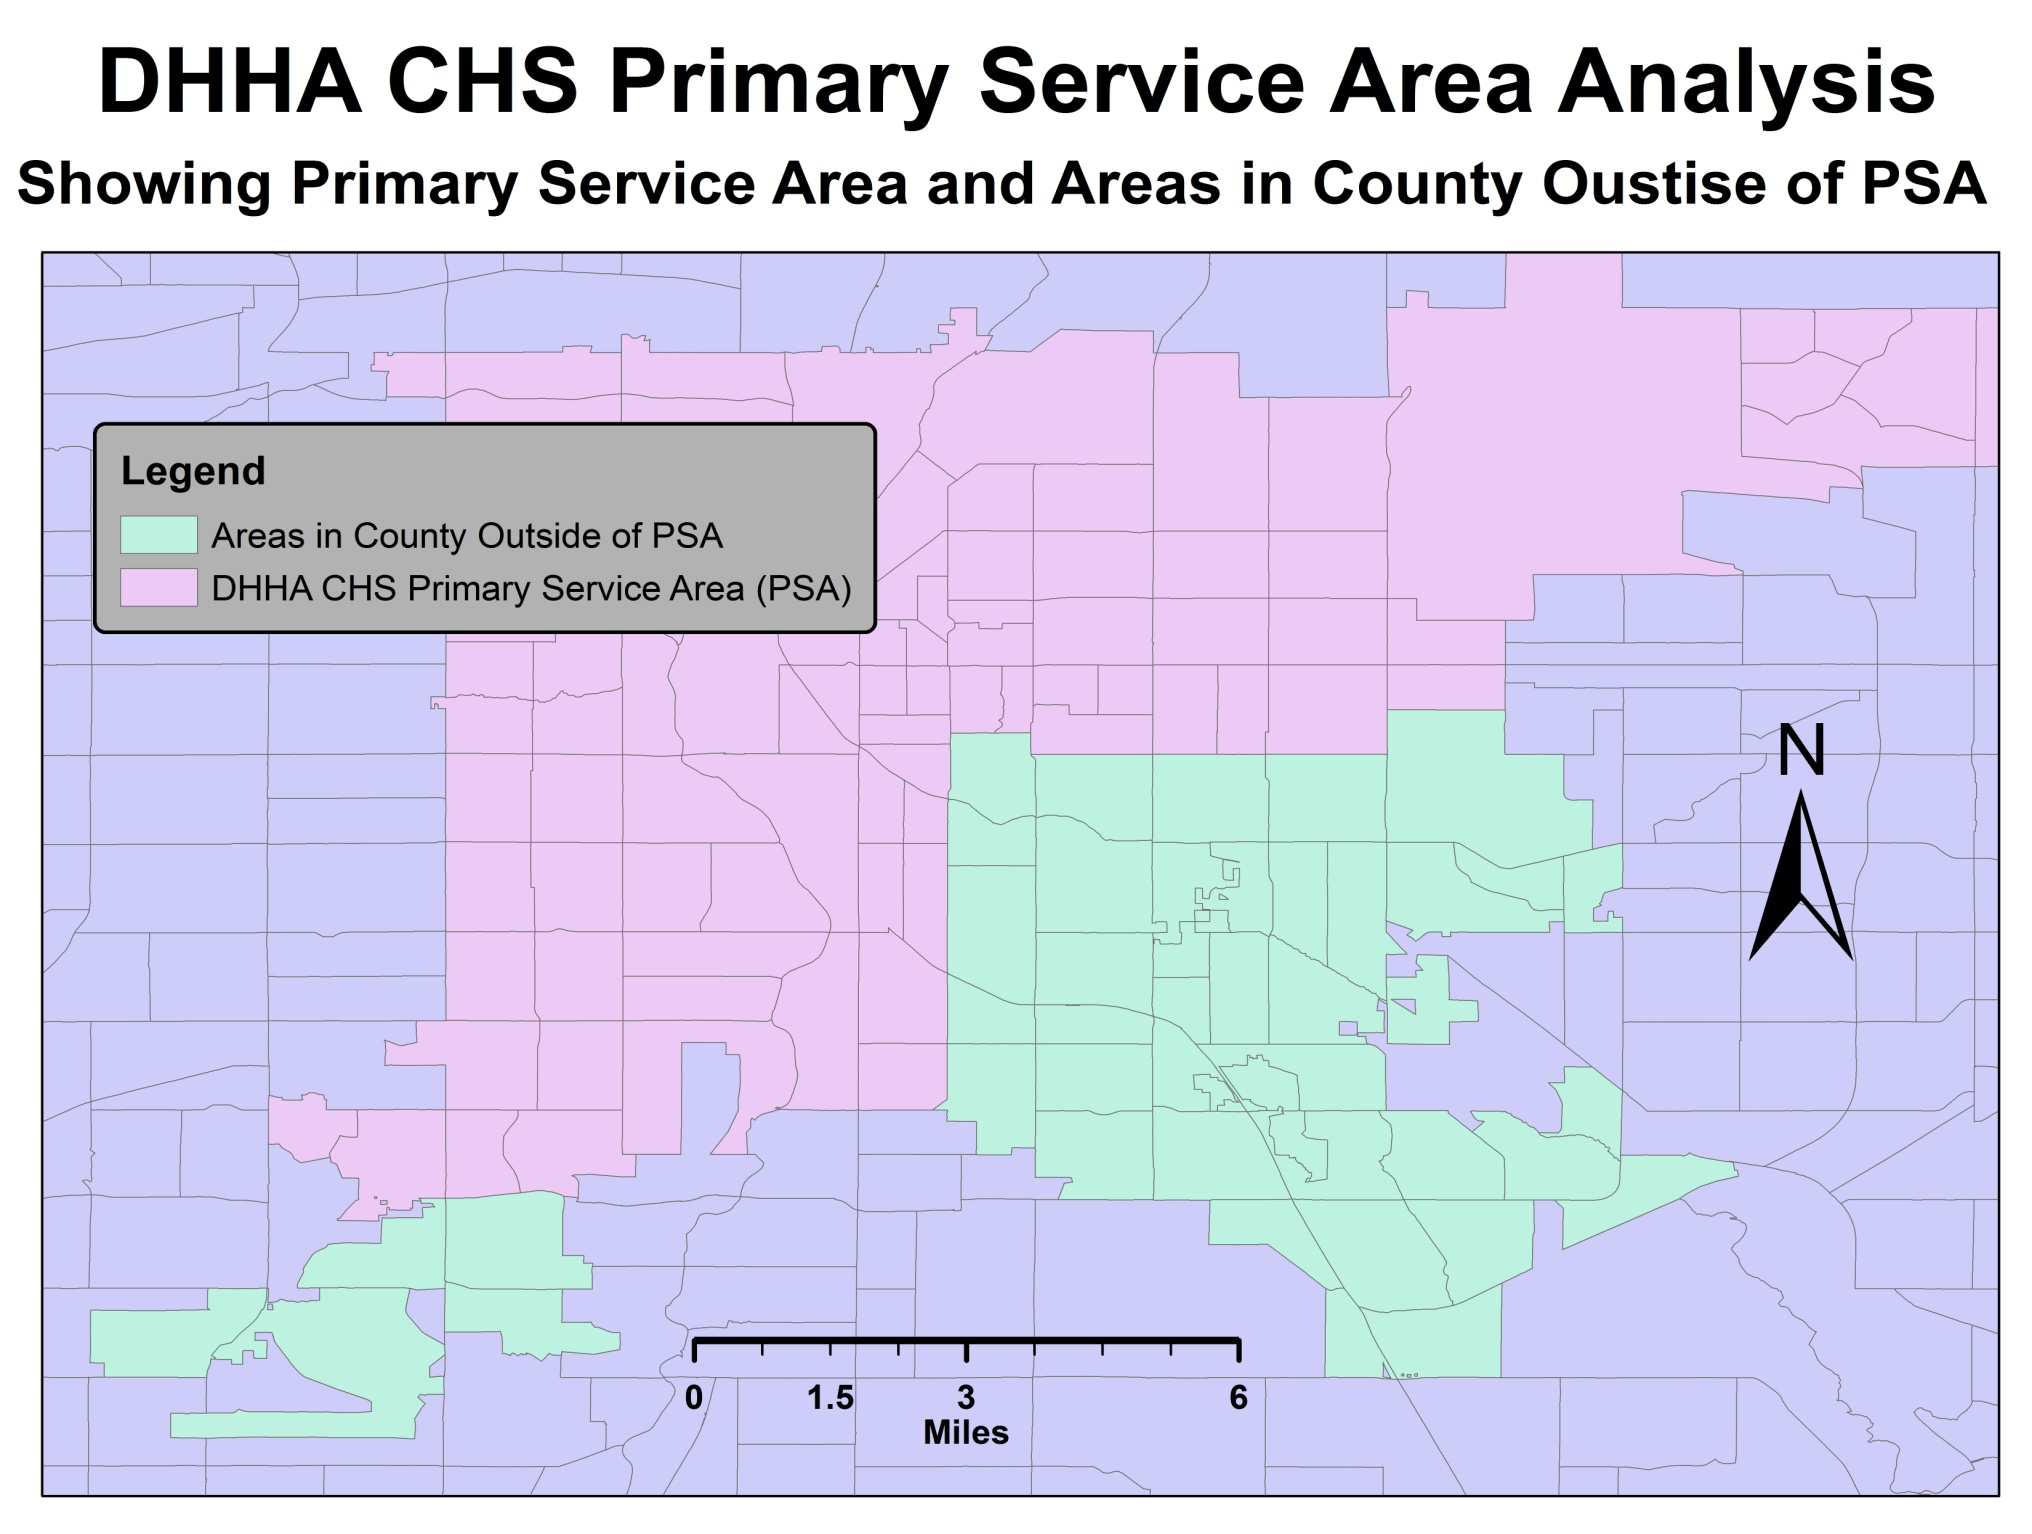 DHHA CHS Primary Service Area Analysis
Showing Primary Service Area and Areas in County Oustise of PSA
Legend
Areas in County Outside of PSA
DHHA CHS Primary Service Area (PSA)
N
0 1.5 3 6
Miles